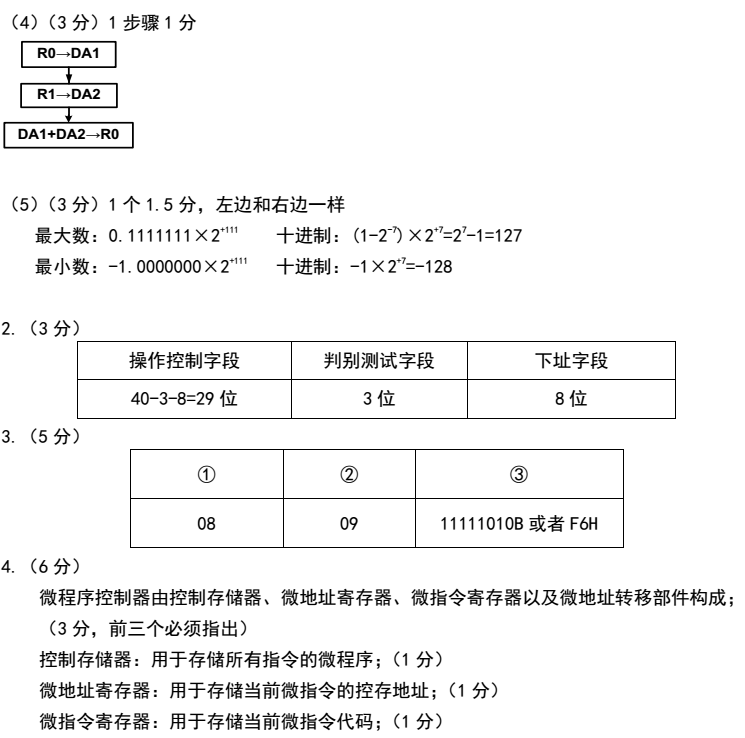 (4)(3 分) 1 步骤 1 分
R0→DA1
R1→DA2
DA1+DA2→R0
(5)(3 分) 1 个 1.5 分，左边和右边一样
最大数：0.1111111×2⁺¹¹¹ 十进制：(1-2⁻⁷)×2⁺⁷=2⁷-1=127
最小数：-1.0000000×2⁺¹¹¹ 十进制：-1×2⁺⁷=-128
2.（3 分）
操作控制字段 判别测试字段 下址字段
40-3-8=29 位 3 位 8 位
3.（5 分）
① ② ③
08 09 11111010B 或者 F6H
4.（6 分）
微程序控制器由控制存储器、微地址寄存器、微指令寄存器以及微地址转移部件构成；
（3 分，前三个必须指出）
控制存储器：用于存储所有指令的微程序；（1 分）
微地址寄存器：用于存储当前微指令的控存地址；（1 分）
微指令寄存器：用于存储当前微指令代码；（1 分）